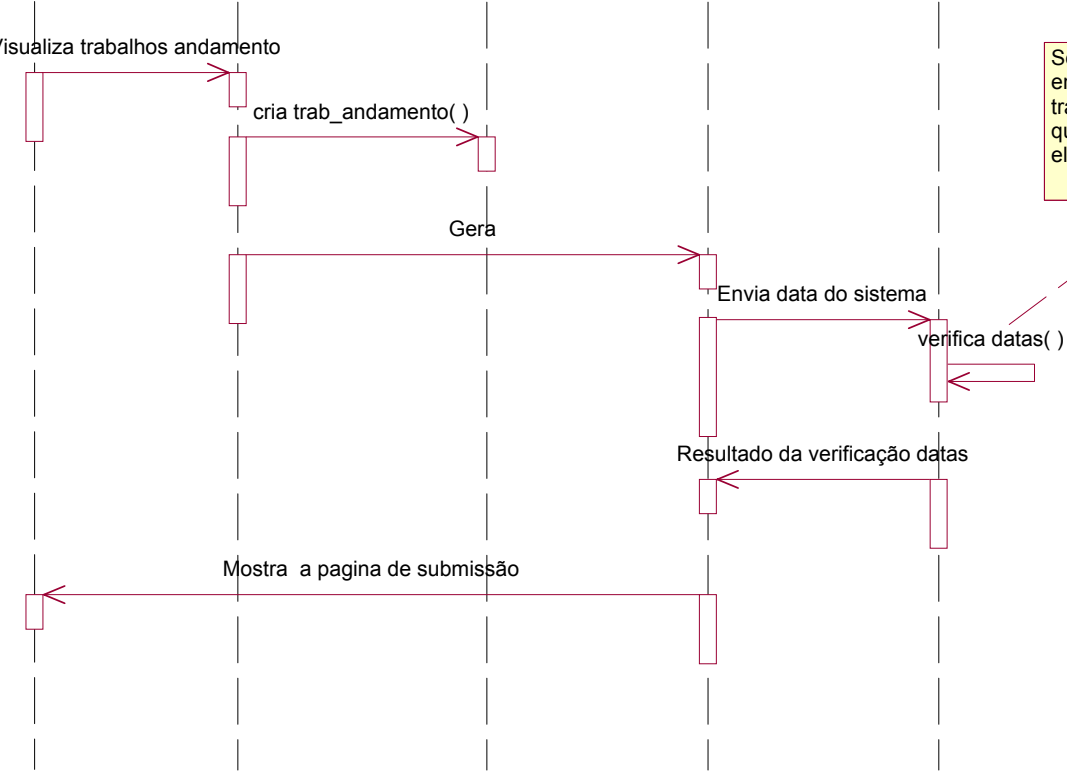 Visualiza trabalhos andamento
cria trab_andamento( )
Gera
Envia data do sistema
verifica datas( )
Resultado da verificação datas
Mostra a pagina de submissão